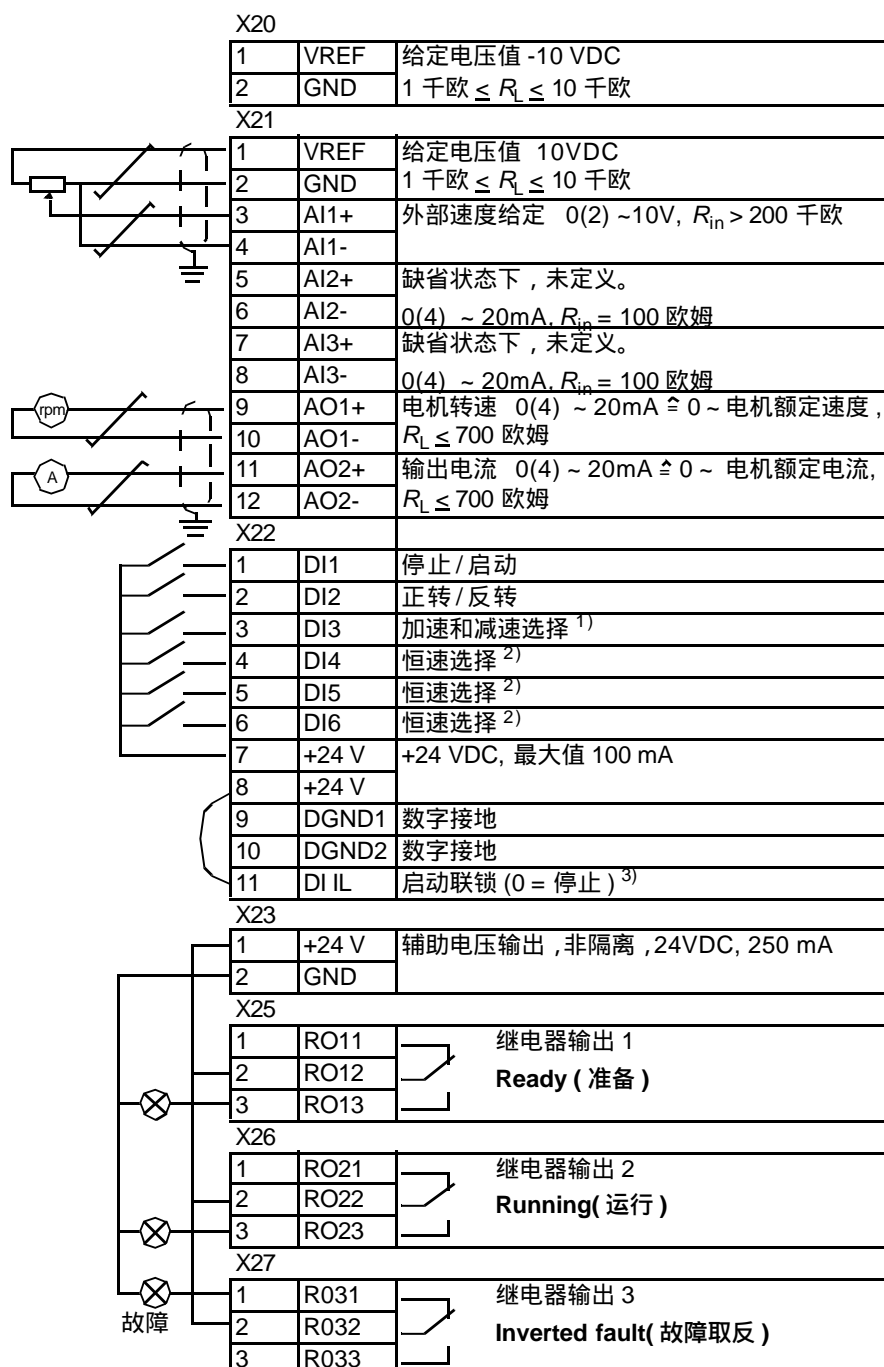 X20
1 VREF 给定电压值 -10 VDC
2 GND 1 千欧 ≤ RL ≤ 10 千欧
X21
1 VREF 给定电压值 10VDC
2 GND 1 千欧 ≤ RL ≤ 10 千欧
3 AI1+ 外部速度给定 0(2) ~10V, Rin > 200 千欧
4 AI1-
5 AI2+ 缺省状态下 , 未定义。
6 AI2- 0(4) ~ 20mA, Rin = 100 欧姆
7 AI3+ 缺省状态下 , 未定义。
8 AI3- 0(4) ~ 20mA, Rin = 100 欧姆
rpm 9 AO1+ 电机转速 0(4) ~ 20mA ≙ 0 ~ 电机额定速度 ,
10 AO1- RL ≤ 700 欧姆
A 11 AO2+ 输出电流 0(4) ~ 20mA ≙ 0 ~ 电机额定电流,
12 AO2- RL ≤ 700 欧姆
X22
1 DI1 停止 / 启动
2 DI2 正转 / 反转
3 DI3 加速和减速选择 1)
4 DI4 恒速选择 2)
5 DI5 恒速选择 2)
6 DI6 恒速选择 2)
7 +24 V +24 VDC, 最大值 100 mA
8 +24 V
9 DGND1 数字接地
10 DGND2 数字接地
11 DI IL 启动联锁 (0 = 停止 ) 3)
X23
1 +24 V 辅助电压输出 ,非隔离 ,24VDC, 250 mA
2 GND
X25
1 RO11 继电器输出 1
2 RO12 Ready ( 准备 )
3 RO13
X26
1 RO21 继电器输出 2
2 RO22 Running( 运行 )
3 RO23
X27
1 R031 继电器输出 3
故障 2 R032 Inverted fault( 故障取反 )
3 R033